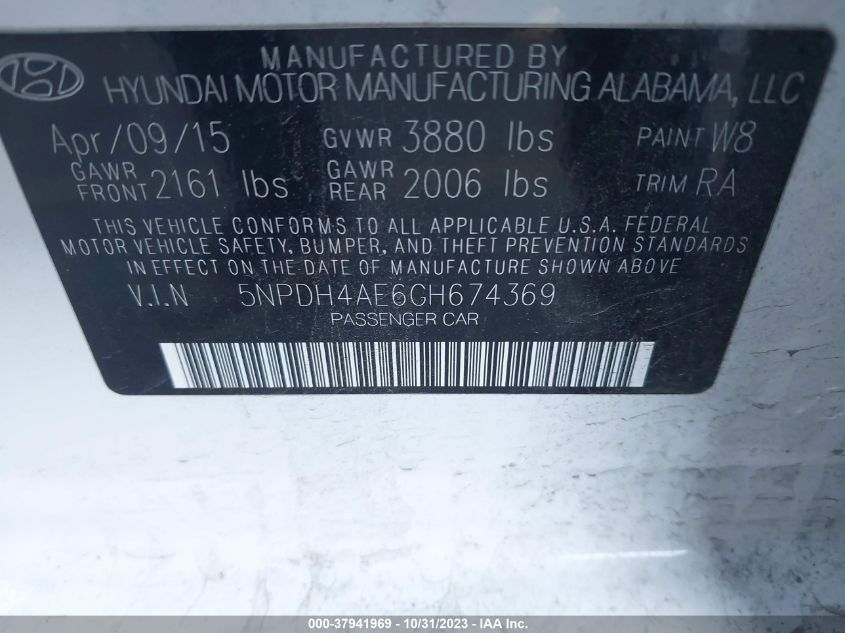 MANUFACTURED BY
HYUNDAI MOTOR MANUFACTURING ALABAMA, LLC
Apr/09/15 GVWR 3880 lbs PAINT W8
GAWR FRONT 2161 lbs GAWR REAR 2006 lbs TRIM RA
THIS VEHICLE CONFORMS TO ALL APPLICABLE U.S.A. FEDERAL
MOTOR VEHICLE SAFETY, BUMPER, AND THEFT PREVENTION STANDARDS
IN EFFECT ON THE DATE OF MANUFACTURE SHOWN ABOVE
V.I.N 5NPDH4AE6GH674369
PASSENGER CAR
000-37941969 - 10/31/2023 - IAAI Inc.